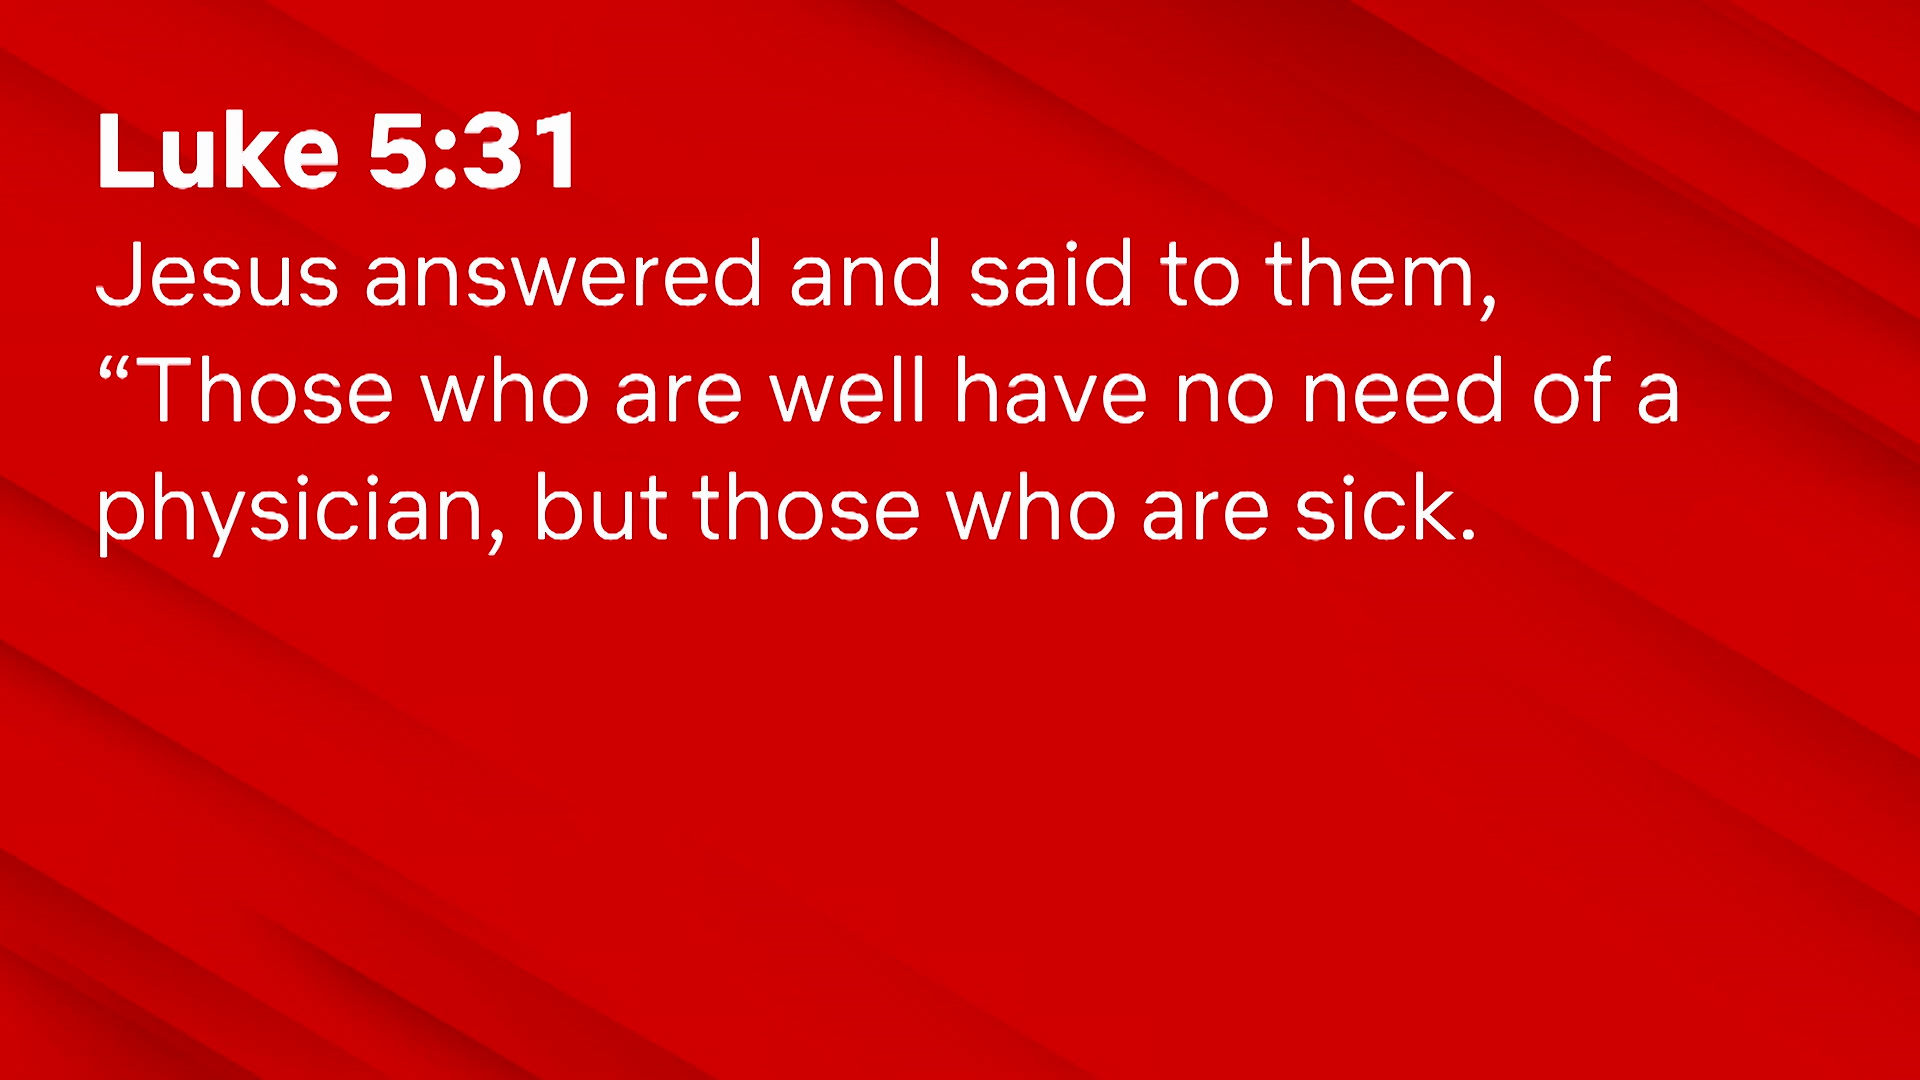 Luke 5:31
Jesus answered and said to them,
“Those who are well have no need of a
physician, but those who are sick.